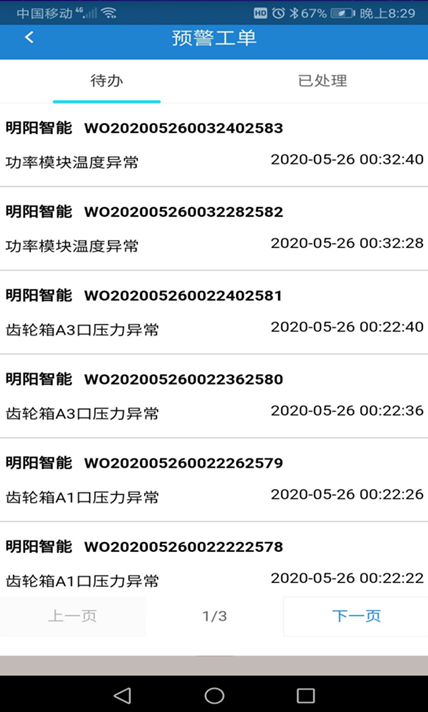 中国移动 46 HD 67% 晚上8:29
预警工单
待办 已处理
明阳智能 WO202005260032402583
功率模块温度异常 2020-05-26 00:32:40
明阳智能 WO202005260032282582
功率模块温度异常 2020-05-26 00:32:28
明阳智能 WO202005260022402581
齿轮箱A3口压力异常 2020-05-26 00:22:40
明阳智能 WO202005260022362580
齿轮箱A3口压力异常 2020-05-26 00:22:36
明阳智能 WO202005260022262579
齿轮箱A1口压力异常 2020-05-26 00:22:26
明阳智能 WO202005260022222578
齿轮箱A1口压力异常 2020-05-26 00:22:22
上一页 1/3 下一页